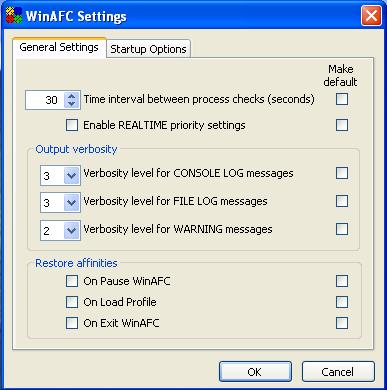 WinAFC Settings
General Settings
Startup Options
Make
default
30 Time interval between process checks (seconds)
Enable REALTIME priority settings
Output verbosity
3 Verbosity level for CONSOLE LOG messages
3 Verbosity level for FILE LOG messages
2 Verbosity level for WARNING messages
Restore affinities
On Pause WinAFC
On Load Profile
On Exit WinAFC
OK
Cancel